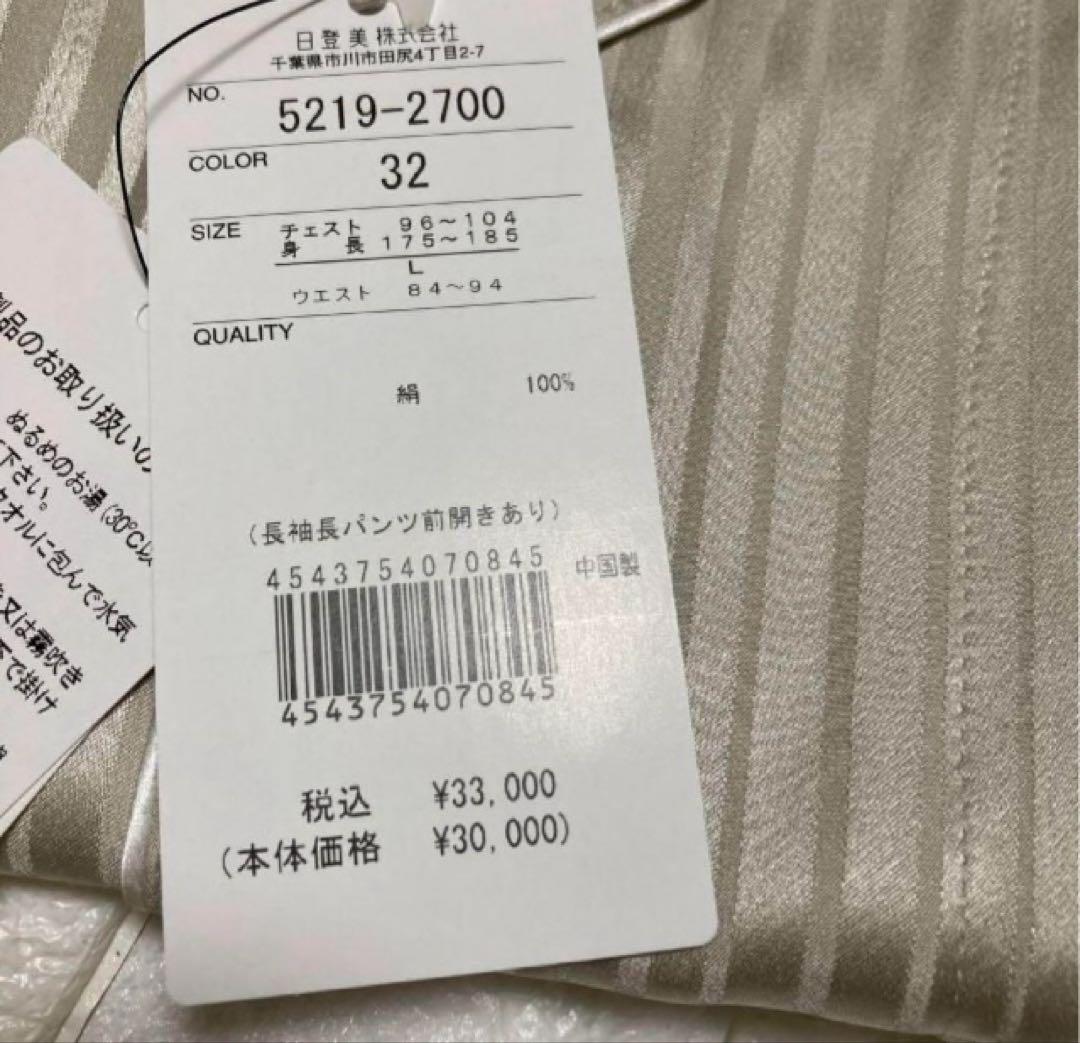 日登美株式会社
千葉県市川市田尻4丁目2-7
NO.
5219-2700
COLOR
32
SIZE
チェスト 96〜104
身長 175〜185
L
ウエスト 84〜94
QUALITY
絹 100%
(長袖長パンツ前開きあり)
4543754070845
中国製
4543754070845
税込 ¥33,000
(本体価格 ¥30,000)
品のお取り扱いの
ぬるめのお湯(30℃以
下さい。
タオルに包んで水気
又は霧吹き
で掛け